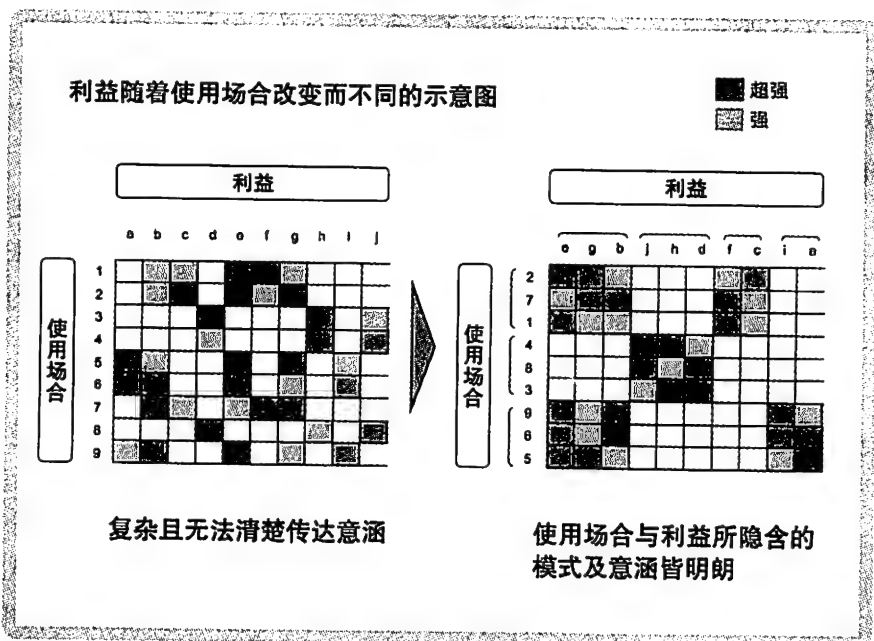 利益随着使用场合改变而不同的示意图
超强
强
利益
a b c d e f g h i j
使用场合
1
2
3
4
5
6
7
8
9
复杂且无法清楚传达意涵
利益
e g b j h d f c i a
使用场合
2
7
1
4
8
3
9
6
5
使用场合与利益所隐含的
模式及意涵皆明朗